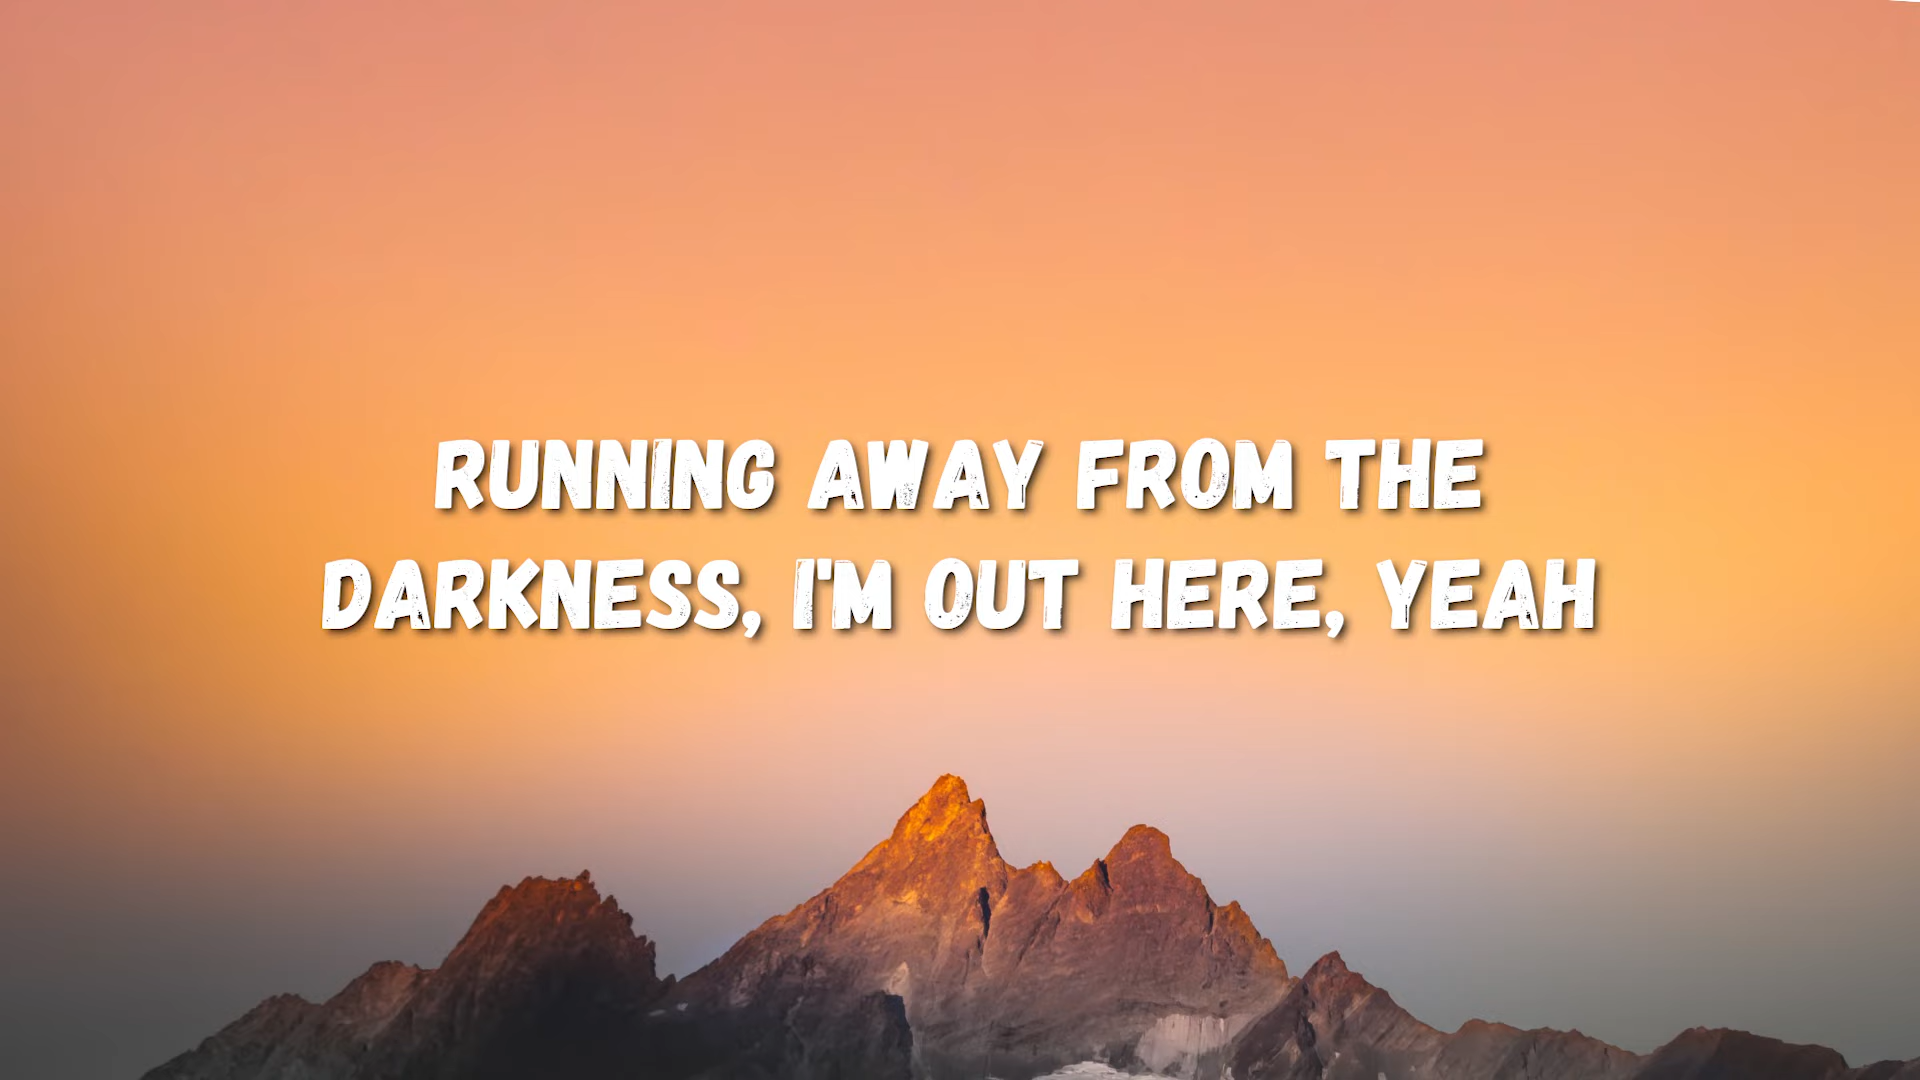 RUNNING AWAY FROM THE
DARKNESS, I'M OUT HERE, YEAH